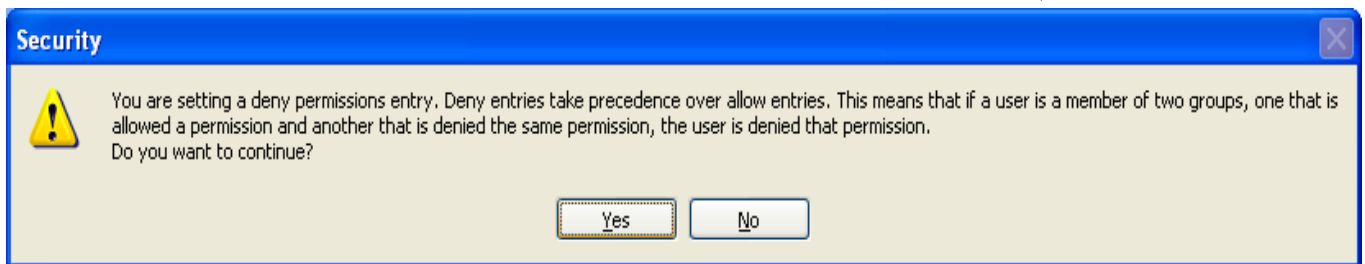 Security
You are setting a deny permissions entry. Deny entries take precedence over allow entries. This means that if a user is a member of two groups, one that is
allowed a permission and another that is denied the same permission, the user is denied that permission.
Do you want to continue?
Yes
No